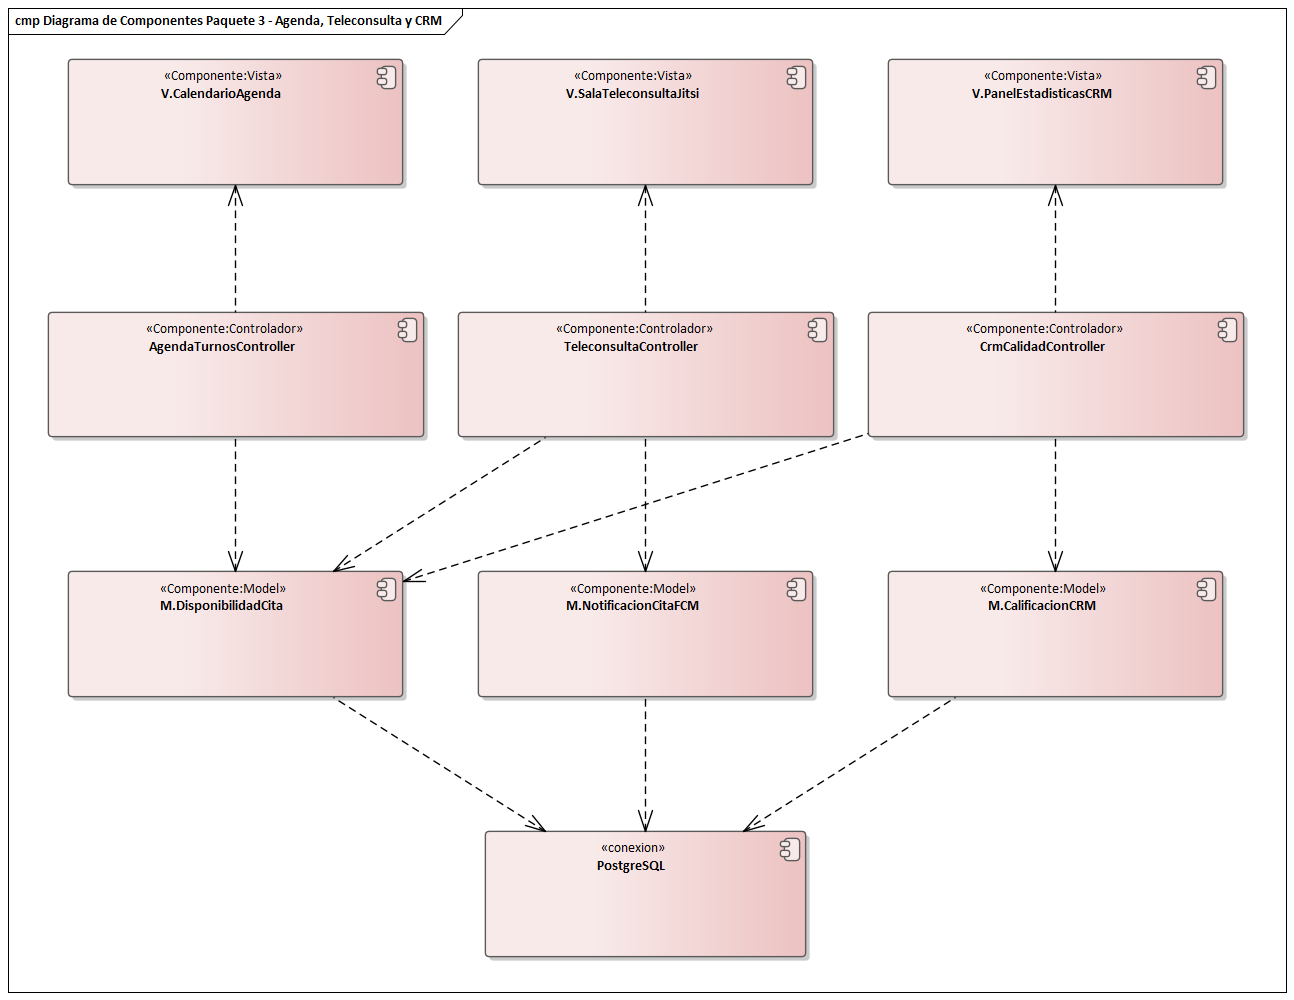 cmp Diagrama de Componentes Paquete 3 - Agenda, Teleconsulta y CRM
«Componente:Vista»
V.CalendarioAgenda
«Componente:Vista»
V.SalaTeleconsultaJitsi
«Componente:Vista»
V.PanelEstadisticasCRM
«Componente:Controlador»
AgendaTurnosController
«Componente:Controlador»
TeleconsultaController
«Componente:Controlador»
CrmCalidadController
«Componente:Model»
M.DisponibilidadCita
«Componente:Model»
M.NotificacionCitaFCM
«Componente:Model»
M.CalificacionCRM
«conexion»
PostgreSQL